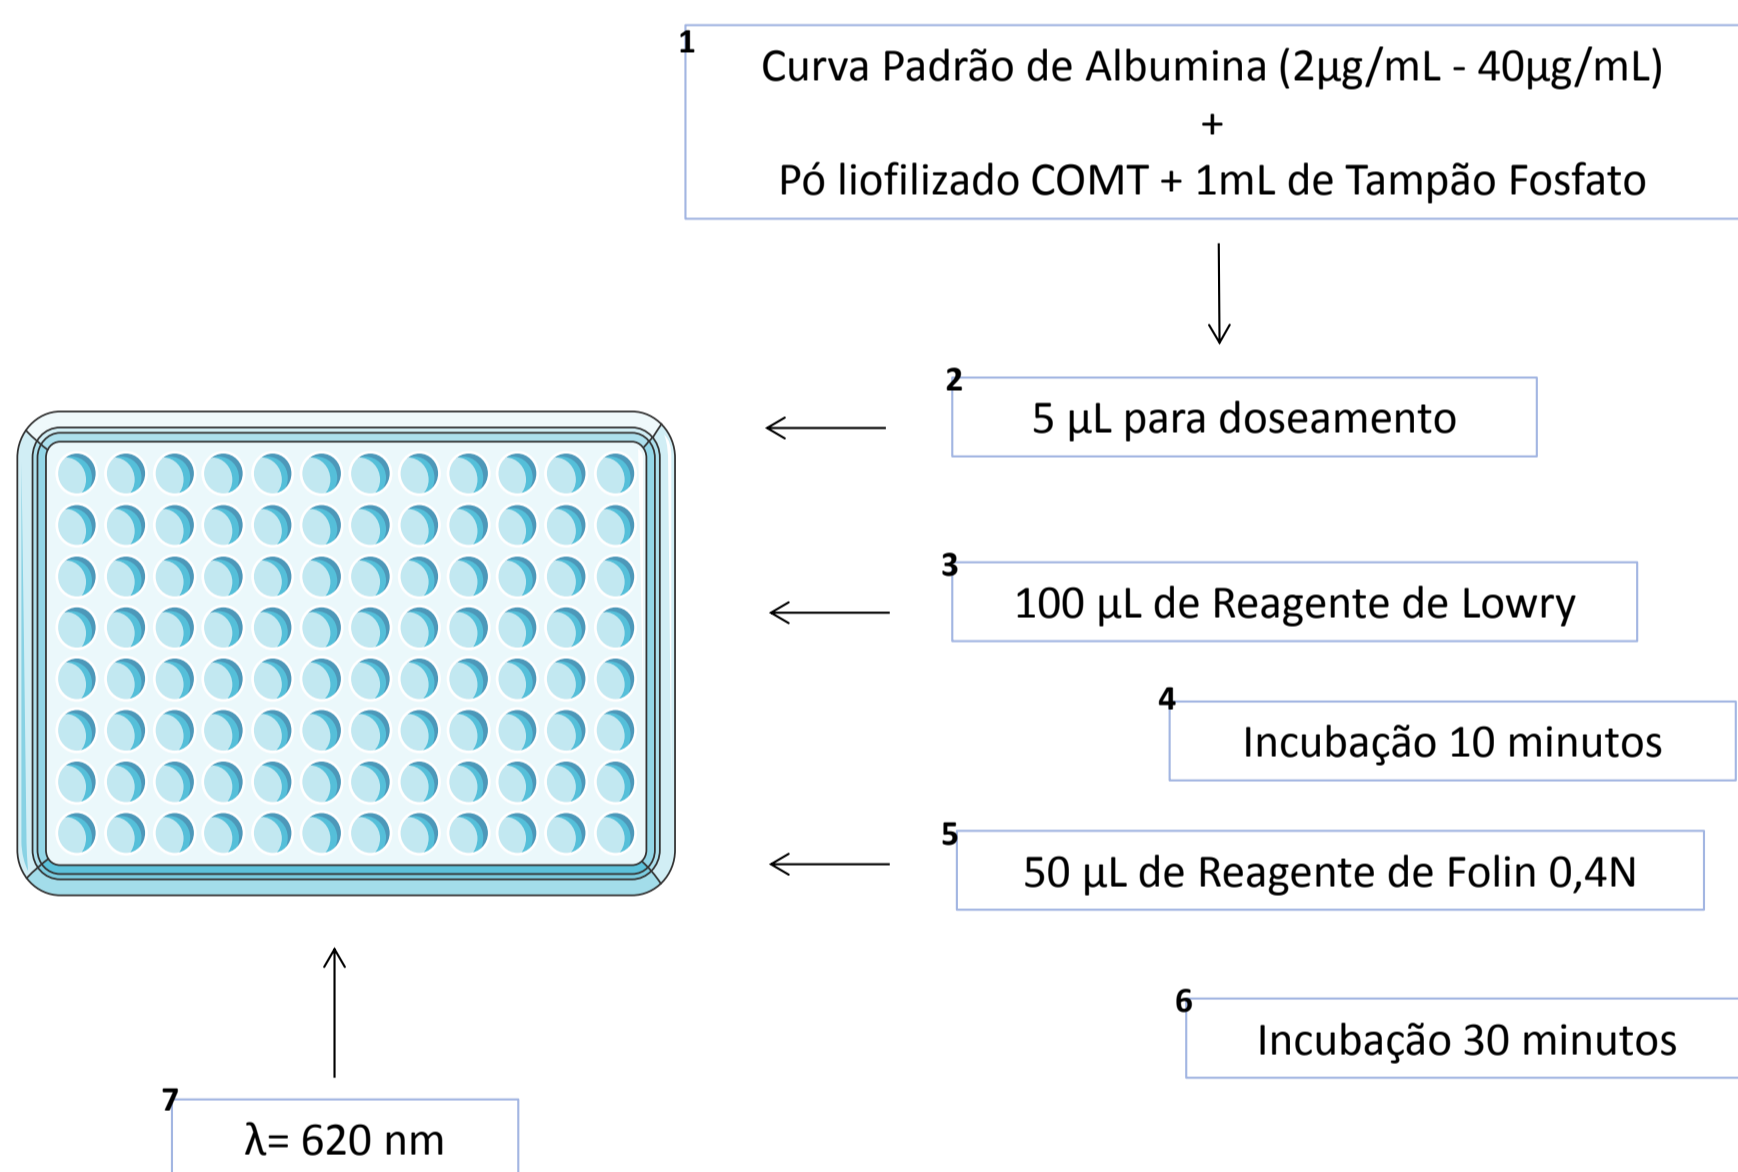 1
Curva Padrão de Albumina (2µg/mL - 40µg/mL)
+
Pó liofilizado COMT + 1mL de Tampão Fosfato
2
5 µL para doseamento
3
100 µL de Reagente de Lowry
4
Incubação 10 minutos
5
50 µL de Reagente de Folin 0,4N
6
Incubação 30 minutos
7
λ= 620 nm